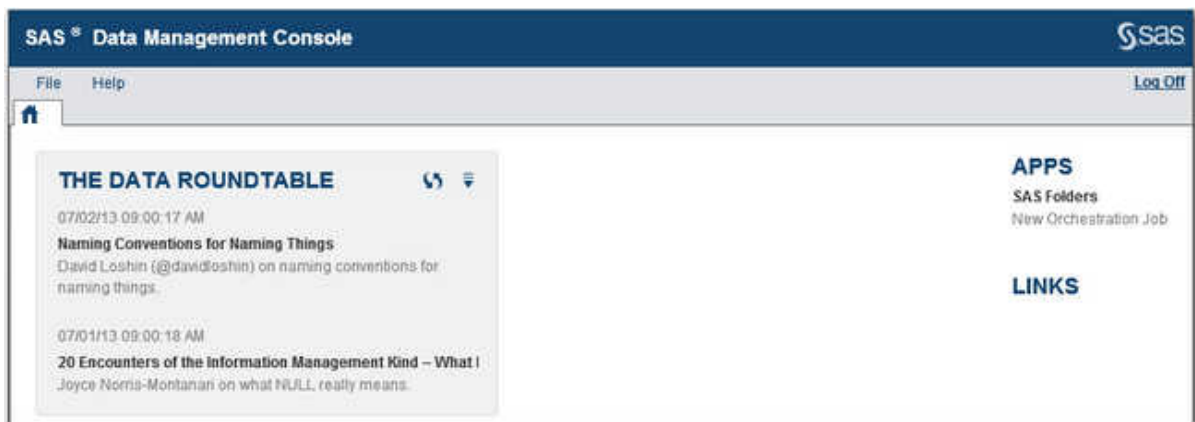 SAS ® Data Management Console
sas
File Help
Log Off
THE DATA ROUNDTABLE
07/02/13 09:00:17 AM
Naming Conventions for Naming Things
David Loshin (@davidloshin) on naming conventions for
naming things.
07/01/13 09:00:18 AM
20 Encounters of the Information Management Kind – What I
Joyce Norris-Montanari on what NULL really means.
APPS
SAS Folders
New Orchestration Job
LINKS